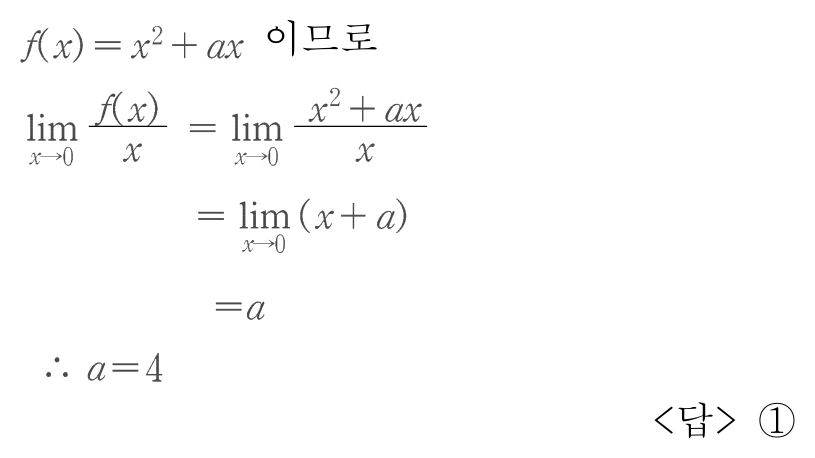 f(x) = x² + ax 이므로
lim_{x→0} f(x)/x = lim_{x→0} (x² + ax)/x
= lim_{x→0} (x + a)
= a
∴ a = 4
<답> ①